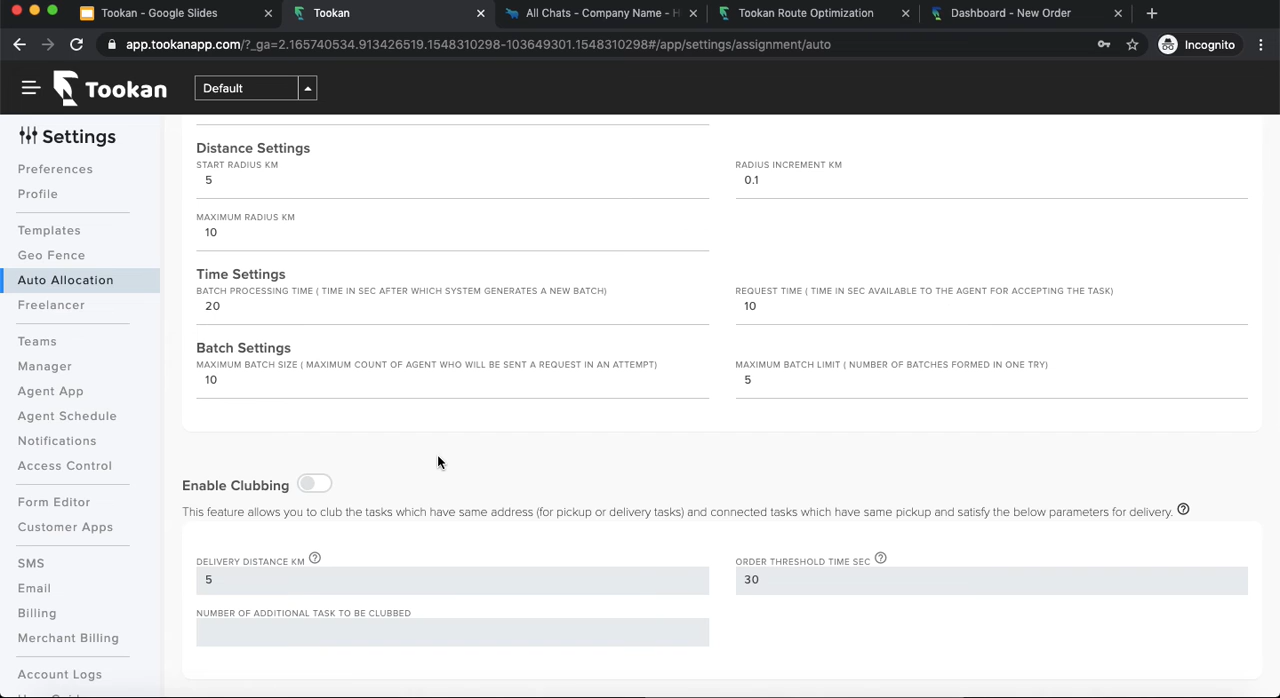 Tookan - Google Slides
Tookan
All Chats - Company Name - H
Tookan Route Optimization
Dashboard - New Order
app.tookanapp.com/?_ga=2.165740534.913426519.1548310298-103649301.1548310298#/app/settings/assignment/auto
Incognito
Tookan
Default
Settings
Preferences
Profile
Templates
Geo Fence
Auto Allocation
Freelancer
Teams
Manager
Agent App
Agent Schedule
Notifications
Access Control
Form Editor
Customer Apps
SMS
Email
Billing
Merchant Billing
Account Logs
Distance Settings
START RADIUS KM
5
RADIUS INCREMENT KM
0.1
MAXIMUM RADIUS KM
10
Time Settings
BATCH PROCESSING TIME ( TIME IN SEC AFTER WHICH SYSTEM GENERATES A NEW BATCH)
20
REQUEST TIME ( TIME IN SEC AVAILABLE TO THE AGENT FOR ACCEPTING THE TASK)
10
Batch Settings
MAXIMUM BATCH SIZE ( MAXIMUM COUNT OF AGENT WHO WILL BE SENT A REQUEST IN AN ATTEMPT)
10
MAXIMUM BATCH LIMIT ( NUMBER OF BATCHES FORMED IN ONE TRY)
5
Enable Clubbing
This feature allows you to club the tasks which have same address (for pickup or delivery tasks) and connected tasks which have same pickup and satisfy the below parameters for delivery.
DELIVERY DISTANCE KM
5
ORDER THRESHOLD TIME SEC
30
NUMBER OF ADDITIONAL TASK TO BE CLUBBED